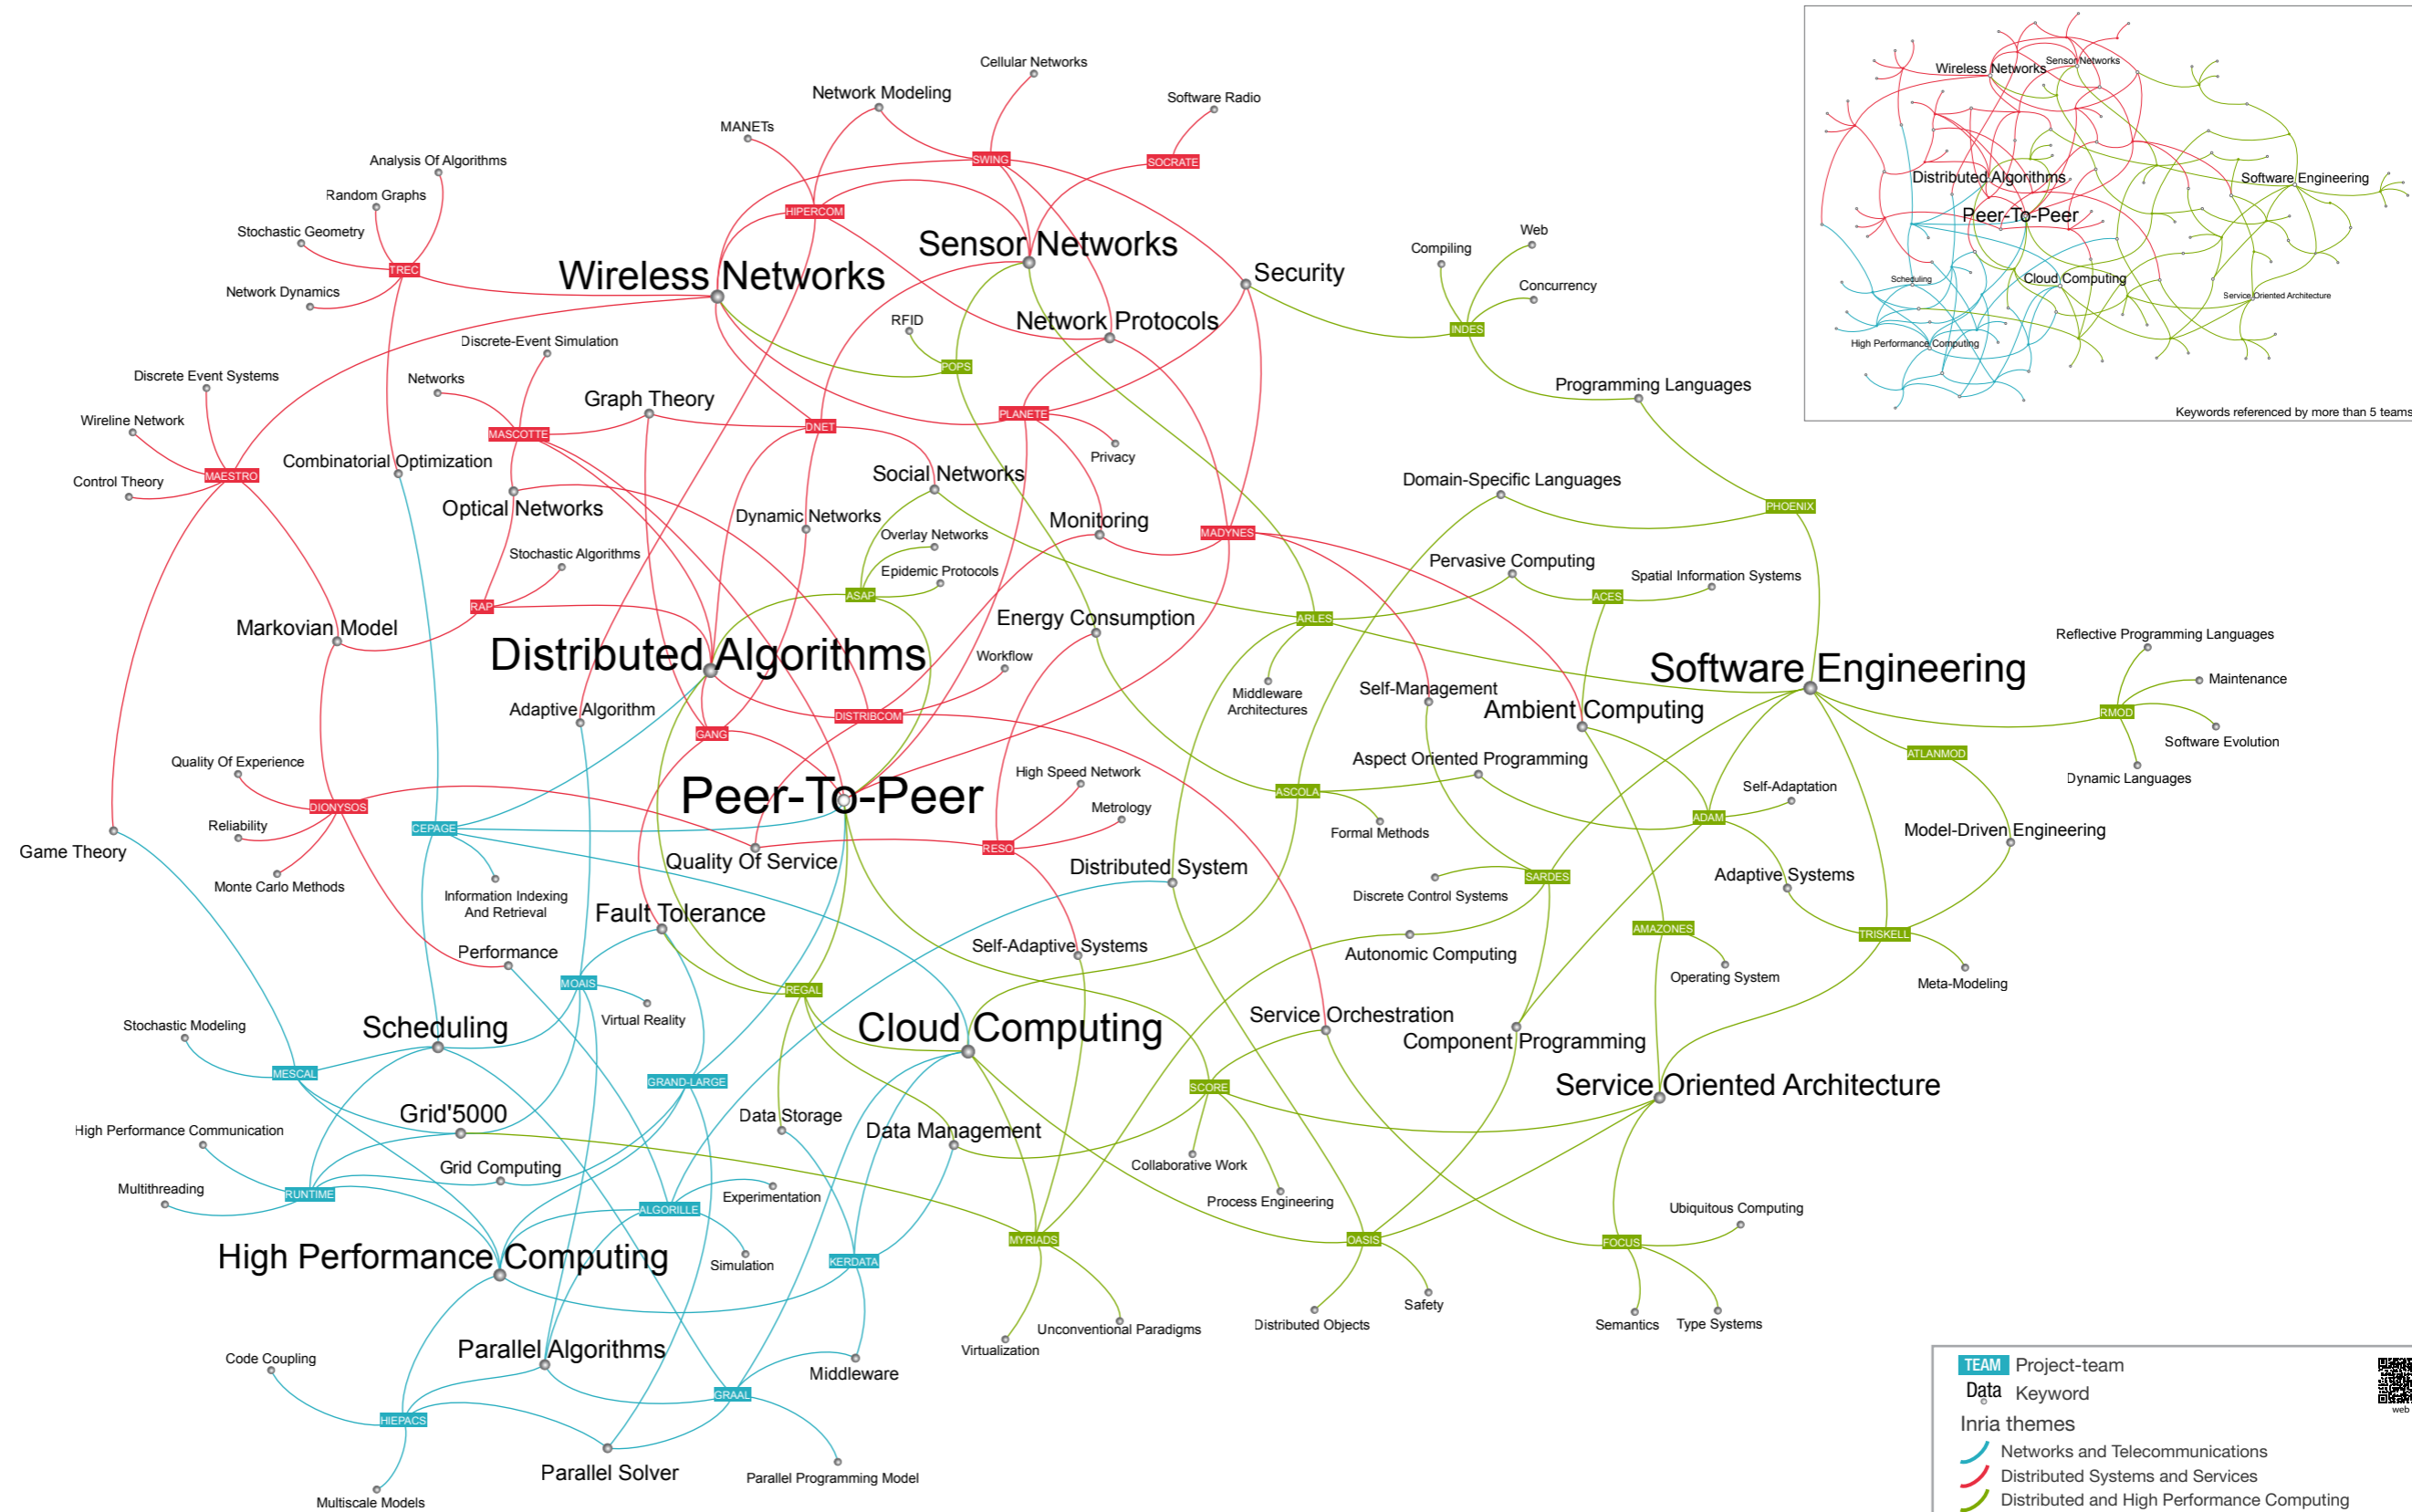 Cellular Networks
Network Modeling
Software Radio
MANETs
SWING
SOCRATE
Analysis Of Algorithms
Random Graphs
HIPERCOM
Stochastic Geometry
TREC
Network Dynamics
Wireless Networks
Sensor Networks
Security
Compiling
Web
Concurrency
INDES
RFID
Network Protocols
Discrete-Event Simulation
POPS
Discrete Event Systems
Networks
Graph Theory
Programming Languages
Wireline Network
MASCOTTE
DNET
PLANETE
Privacy
MAESTRO
Combinatorial Optimization
Control Theory
Social Networks
Domain-Specific Languages
Optical Networks
Dynamic Networks
Monitoring
MADYNES
PHOENIX
Overlay Networks
Stochastic Algorithms
Epidemic Protocols
Pervasive Computing
Spatial Information Systems
ASAP
ACES
RAP
Energy Consumption
ARLES
Markovian Model
Reflective Programming Languages
Distributed Algorithms
Workflow
Software Engineering
Middleware
Architectures
Self-Management
Maintenance
Adaptive Algorithm
DISTRIBCOM
Ambient Computing
RMOD
GANG
Software Evolution
ATLANMOD
Quality Of Experience
High Speed Network
Aspect Oriented Programming
Dynamic Languages
DIONYSOS
Peer-To-Peer
Metrology
ASCOLA
Self-Adaptation
Reliability
CEPAGE
Formal Methods
ADAM
Model-Driven Engineering
Game Theory
Quality Of Service
RESO
Distributed System
Monte Carlo Methods
Information Indexing
And Retrieval
Discrete Control Systems
SARDES
Adaptive Systems
Fault Tolerance
Performance
Self-Adaptive Systems
Autonomic Computing
AMAZONES
TRISKELL
MOAIS
REGAL
Operating System
Meta-Modeling
Virtual Reality
Stochastic Modeling
Scheduling
Cloud Computing
Service Orchestration
Component Programming
MESCAL
GRAND-LARGE
SCORE
Service Oriented Architecture
Grid'5000
Data Storage
Data Management
High Performance Communication
Grid Computing
Collaborative Work
Multithreading
RUNTIME
Experimentation
Process Engineering
ALGORILLE
Ubiquitous Computing
MYRIADS
OASIS
FOCUS
High Performance Computing
Simulation
KERDATA
Safety
Unconventional Paradigms
Distributed Objects
Semantics
Type Systems
Virtualization
Code Coupling
Parallel Algorithms
Middleware
GRAAL
HIEPACS
Parallel Solver
Parallel Programming Model
Multiscale Models
Wireless Networks
Sensor Networks
Distributed Algorithms
Software Engineering
Peer-To-Peer
Scheduling
Cloud Computing
Service Oriented Architecture
High Performance Computing
Keywords referenced by more than 5 teams
TEAM Project-team
Data Keyword
web
Inria themes
Networks and Telecommunications
Distributed Systems and Services
Distributed and High Performance Computing